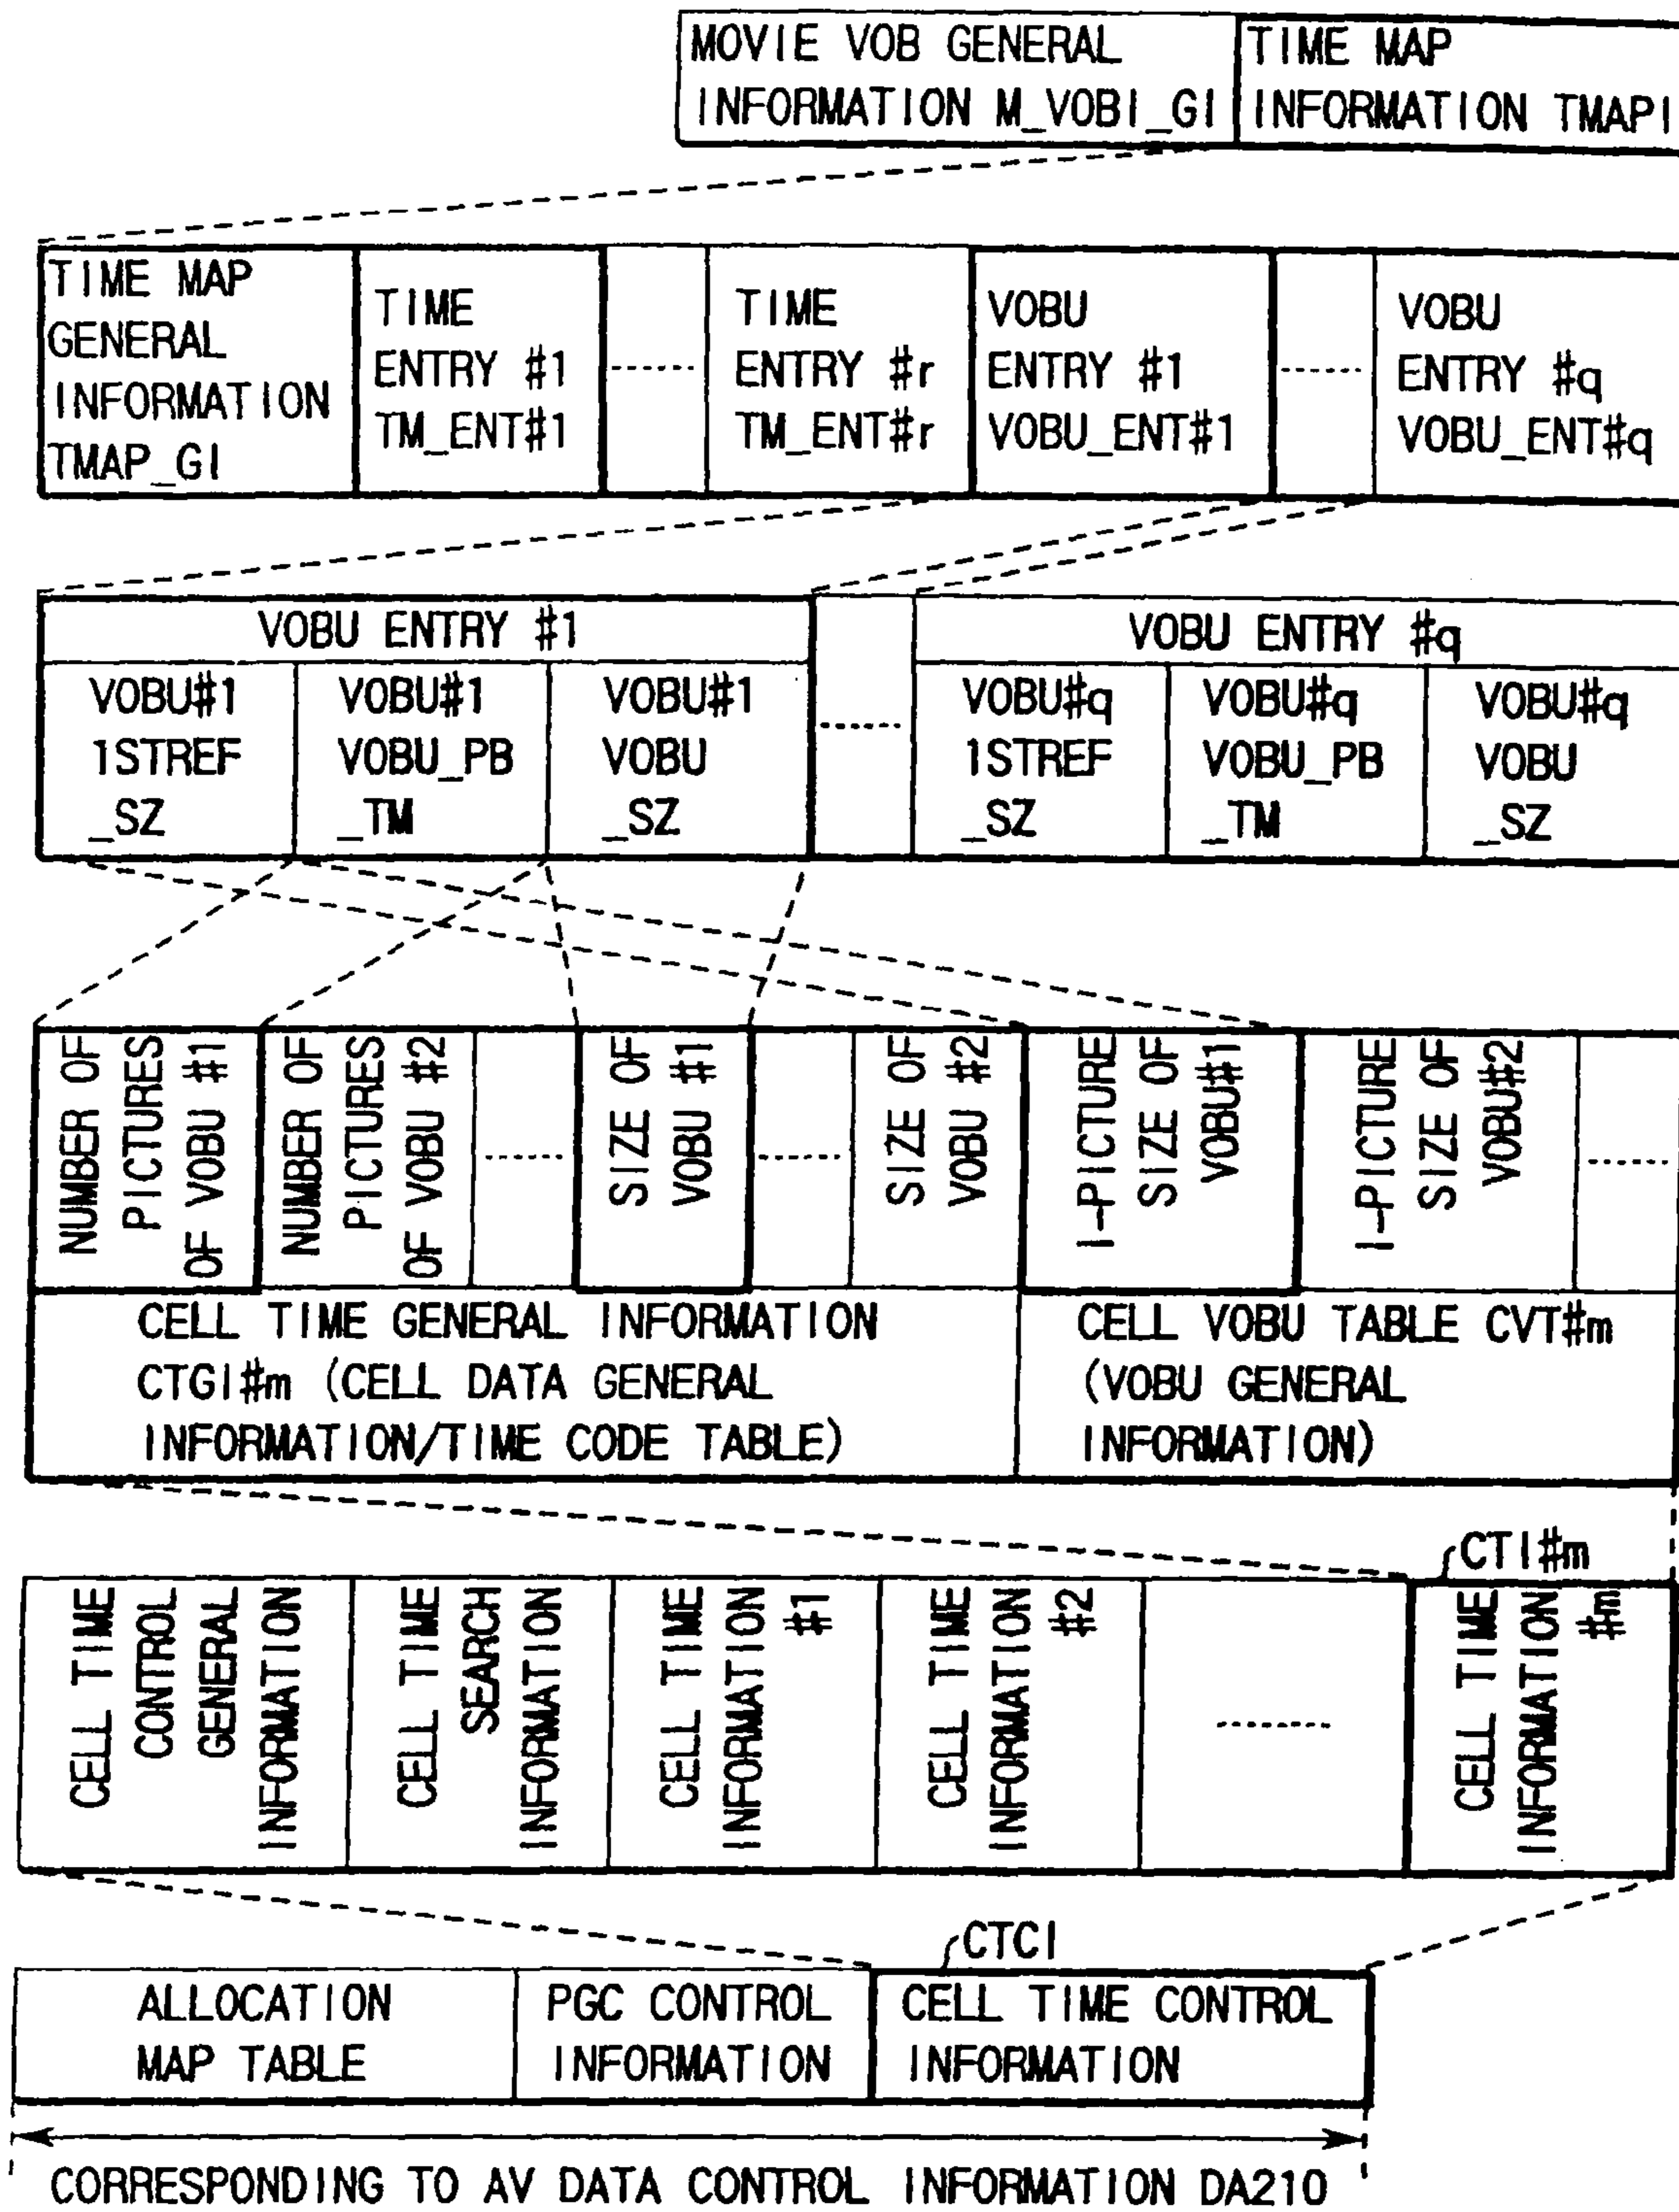 MOVIE VOB GENERAL
INFORMATION M_VOBI_GI
TIME MAP
INFORMATION TMAPI
TIME MAP
GENERAL
INFORMATION
TMAP_GI
TIME
ENTRY #1
TM_ENT#1
TIME
ENTRY #r
TM_ENT#r
VOBU
ENTRY #1
VOBU_ENT#1
VOBU
ENTRY #q
VOBU_ENT#q
VOBU ENTRY #1
VOBU ENTRY #q
VOBU#1
1STREF
_SZ
VOBU#1
VOBU_PB
_TM
VOBU#1
VOBU
_SZ
VOBU#q
1STREF
_SZ
VOBU#q
VOBU_PB
_TM
VOBU#q
VOBU
_SZ
NUMBER OF
PICTURES
OF VOBU #1
NUMBER OF
PICTURES
OF VOBU #2
SIZE OF
VOBU #1
SIZE OF
VOBU #2
I-PICTURE
SIZE OF
VOBU#1
I-PICTURE
SIZE OF
VOBU#2
CELL TIME GENERAL INFORMATION
CTGI#m (CELL DATA GENERAL
INFORMATION/TIME CODE TABLE)
CELL VOBU TABLE CVT#m
(VOBU GENERAL
INFORMATION)
CTI#m
CELL TIME
CONTROL
GENERAL
INFORMATION
CELL TIME
SEARCH
INFORMATION
CELL TIME
INFORMATION
#1
CELL TIME
INFORMATION
#2
CELL TIME
INFORMATION
#m
CTCI
ALLOCATION
MAP TABLE
PGC CONTROL
INFORMATION
CELL TIME CONTROL
INFORMATION
CORRESPONDING TO AV DATA CONTROL INFORMATION DA210